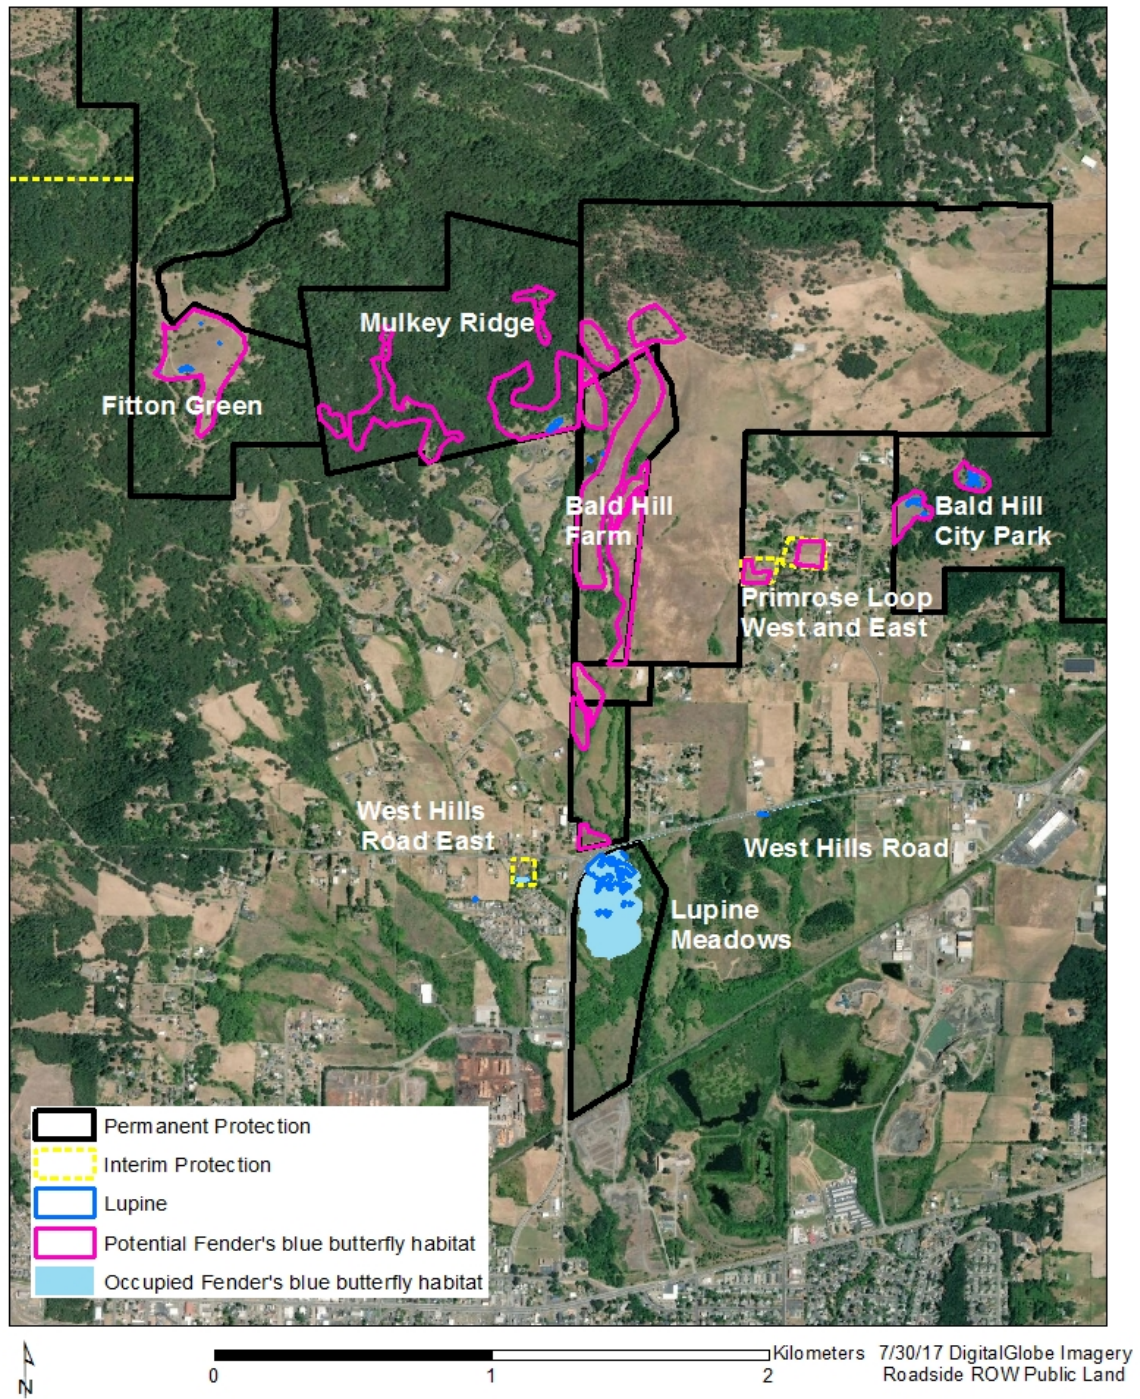 Mulkey Ridge
Fitton Green
Bald Hill
Farm
Bald Hill
City Park
Primrose Loop
West and East
West Hills
Road East
West Hills Road
Lupine
Meadows
Permanent Protection
Interim Protection
Lupine
Potential Fender's blue butterfly habitat
Occupied Fender's blue butterfly habitat
N
0 1 2 Kilometers
7/30/17 DigitalGlobe Imagery
Roadside ROW Public Land